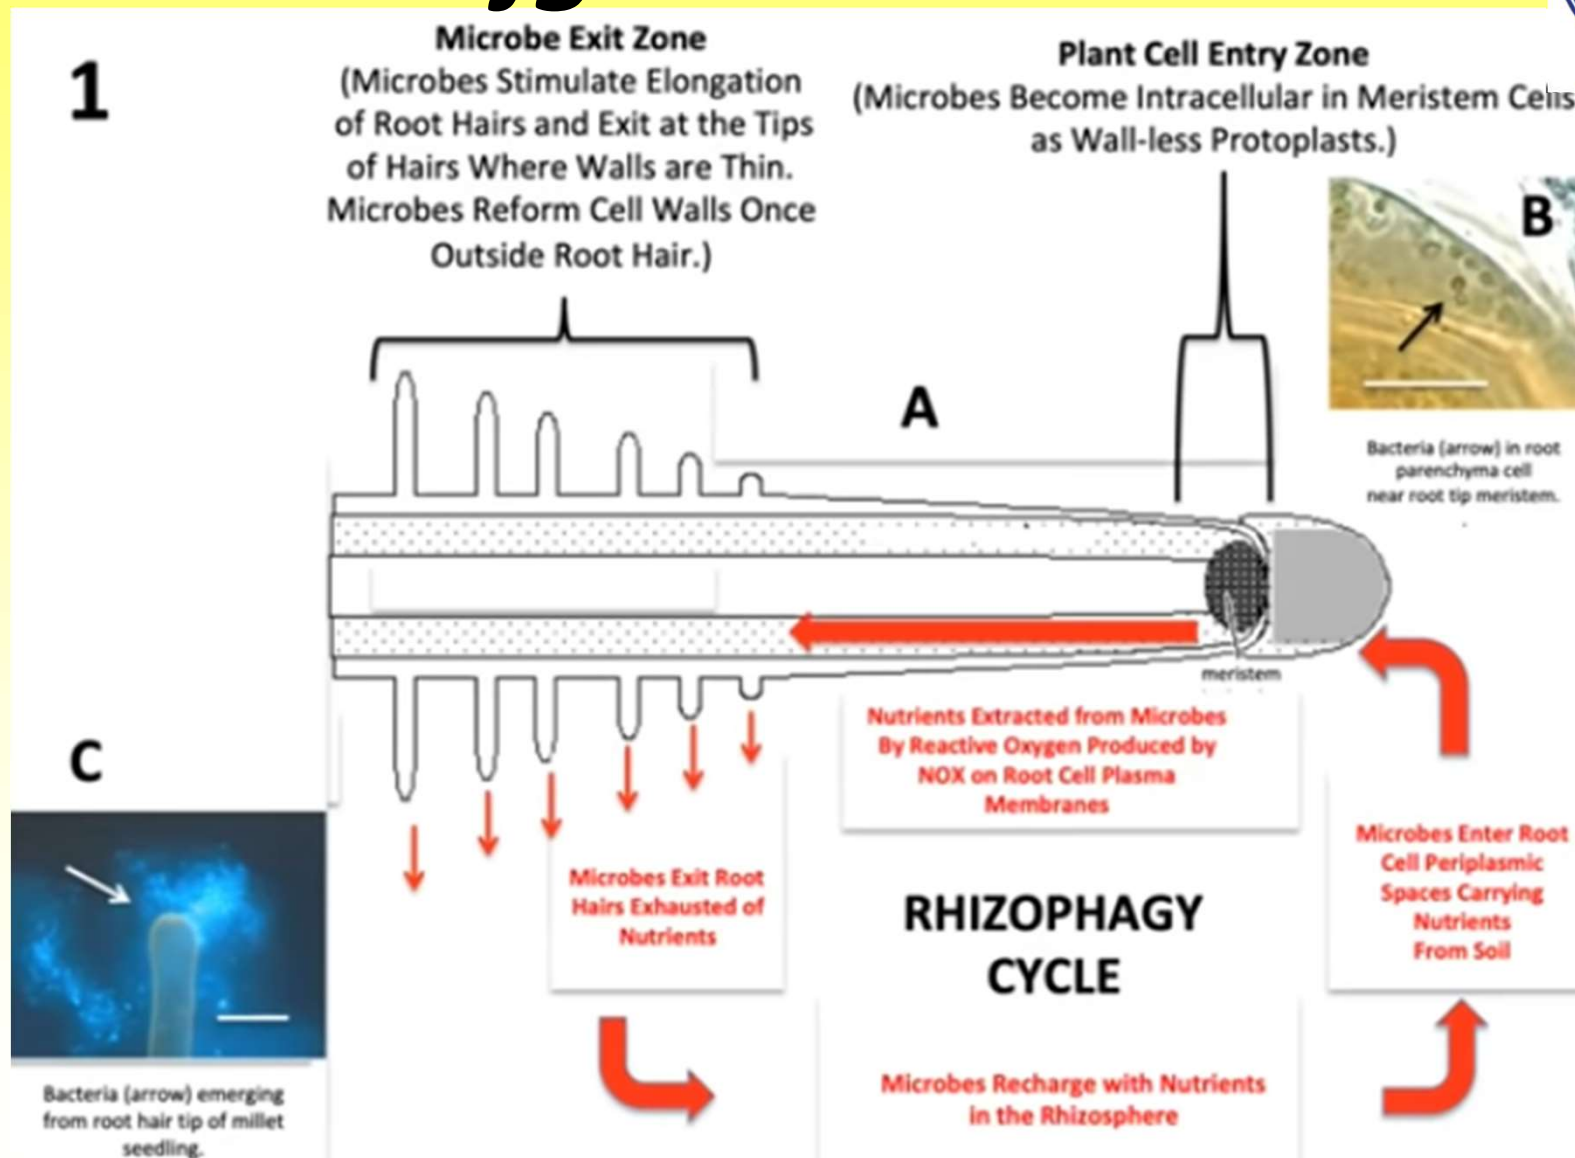 1
Microbe Exit Zone
(Microbes Stimulate Elongation
of Root Hairs and Exit at the Tips
of Hairs Where Walls are Thin.
Microbes Reform Cell Walls Once
Outside Root Hair.)
Plant Cell Entry Zone
(Microbes Become Intracellular in Meristem Cells
as Wall-less Protoplasts.)
B
Bacteria (arrow) in root
parenchyma cell
near root tip meristem.
A
meristem
Nutrients Extracted from Microbes
By Reactive Oxygen Produced by
NOX on Root Cell Plasma
Membranes
C
Bacteria (arrow) emerging
from root hair tip of millet
seedling.
Microbes Exit Root
Hairs Exhausted of
Nutrients
RHIZOPHAGY
CYCLE
Microbes Enter Root
Cell Periplasmic
Spaces Carrying
Nutrients
From Soil
Microbes Recharge with Nutrients
in the Rhizosphere